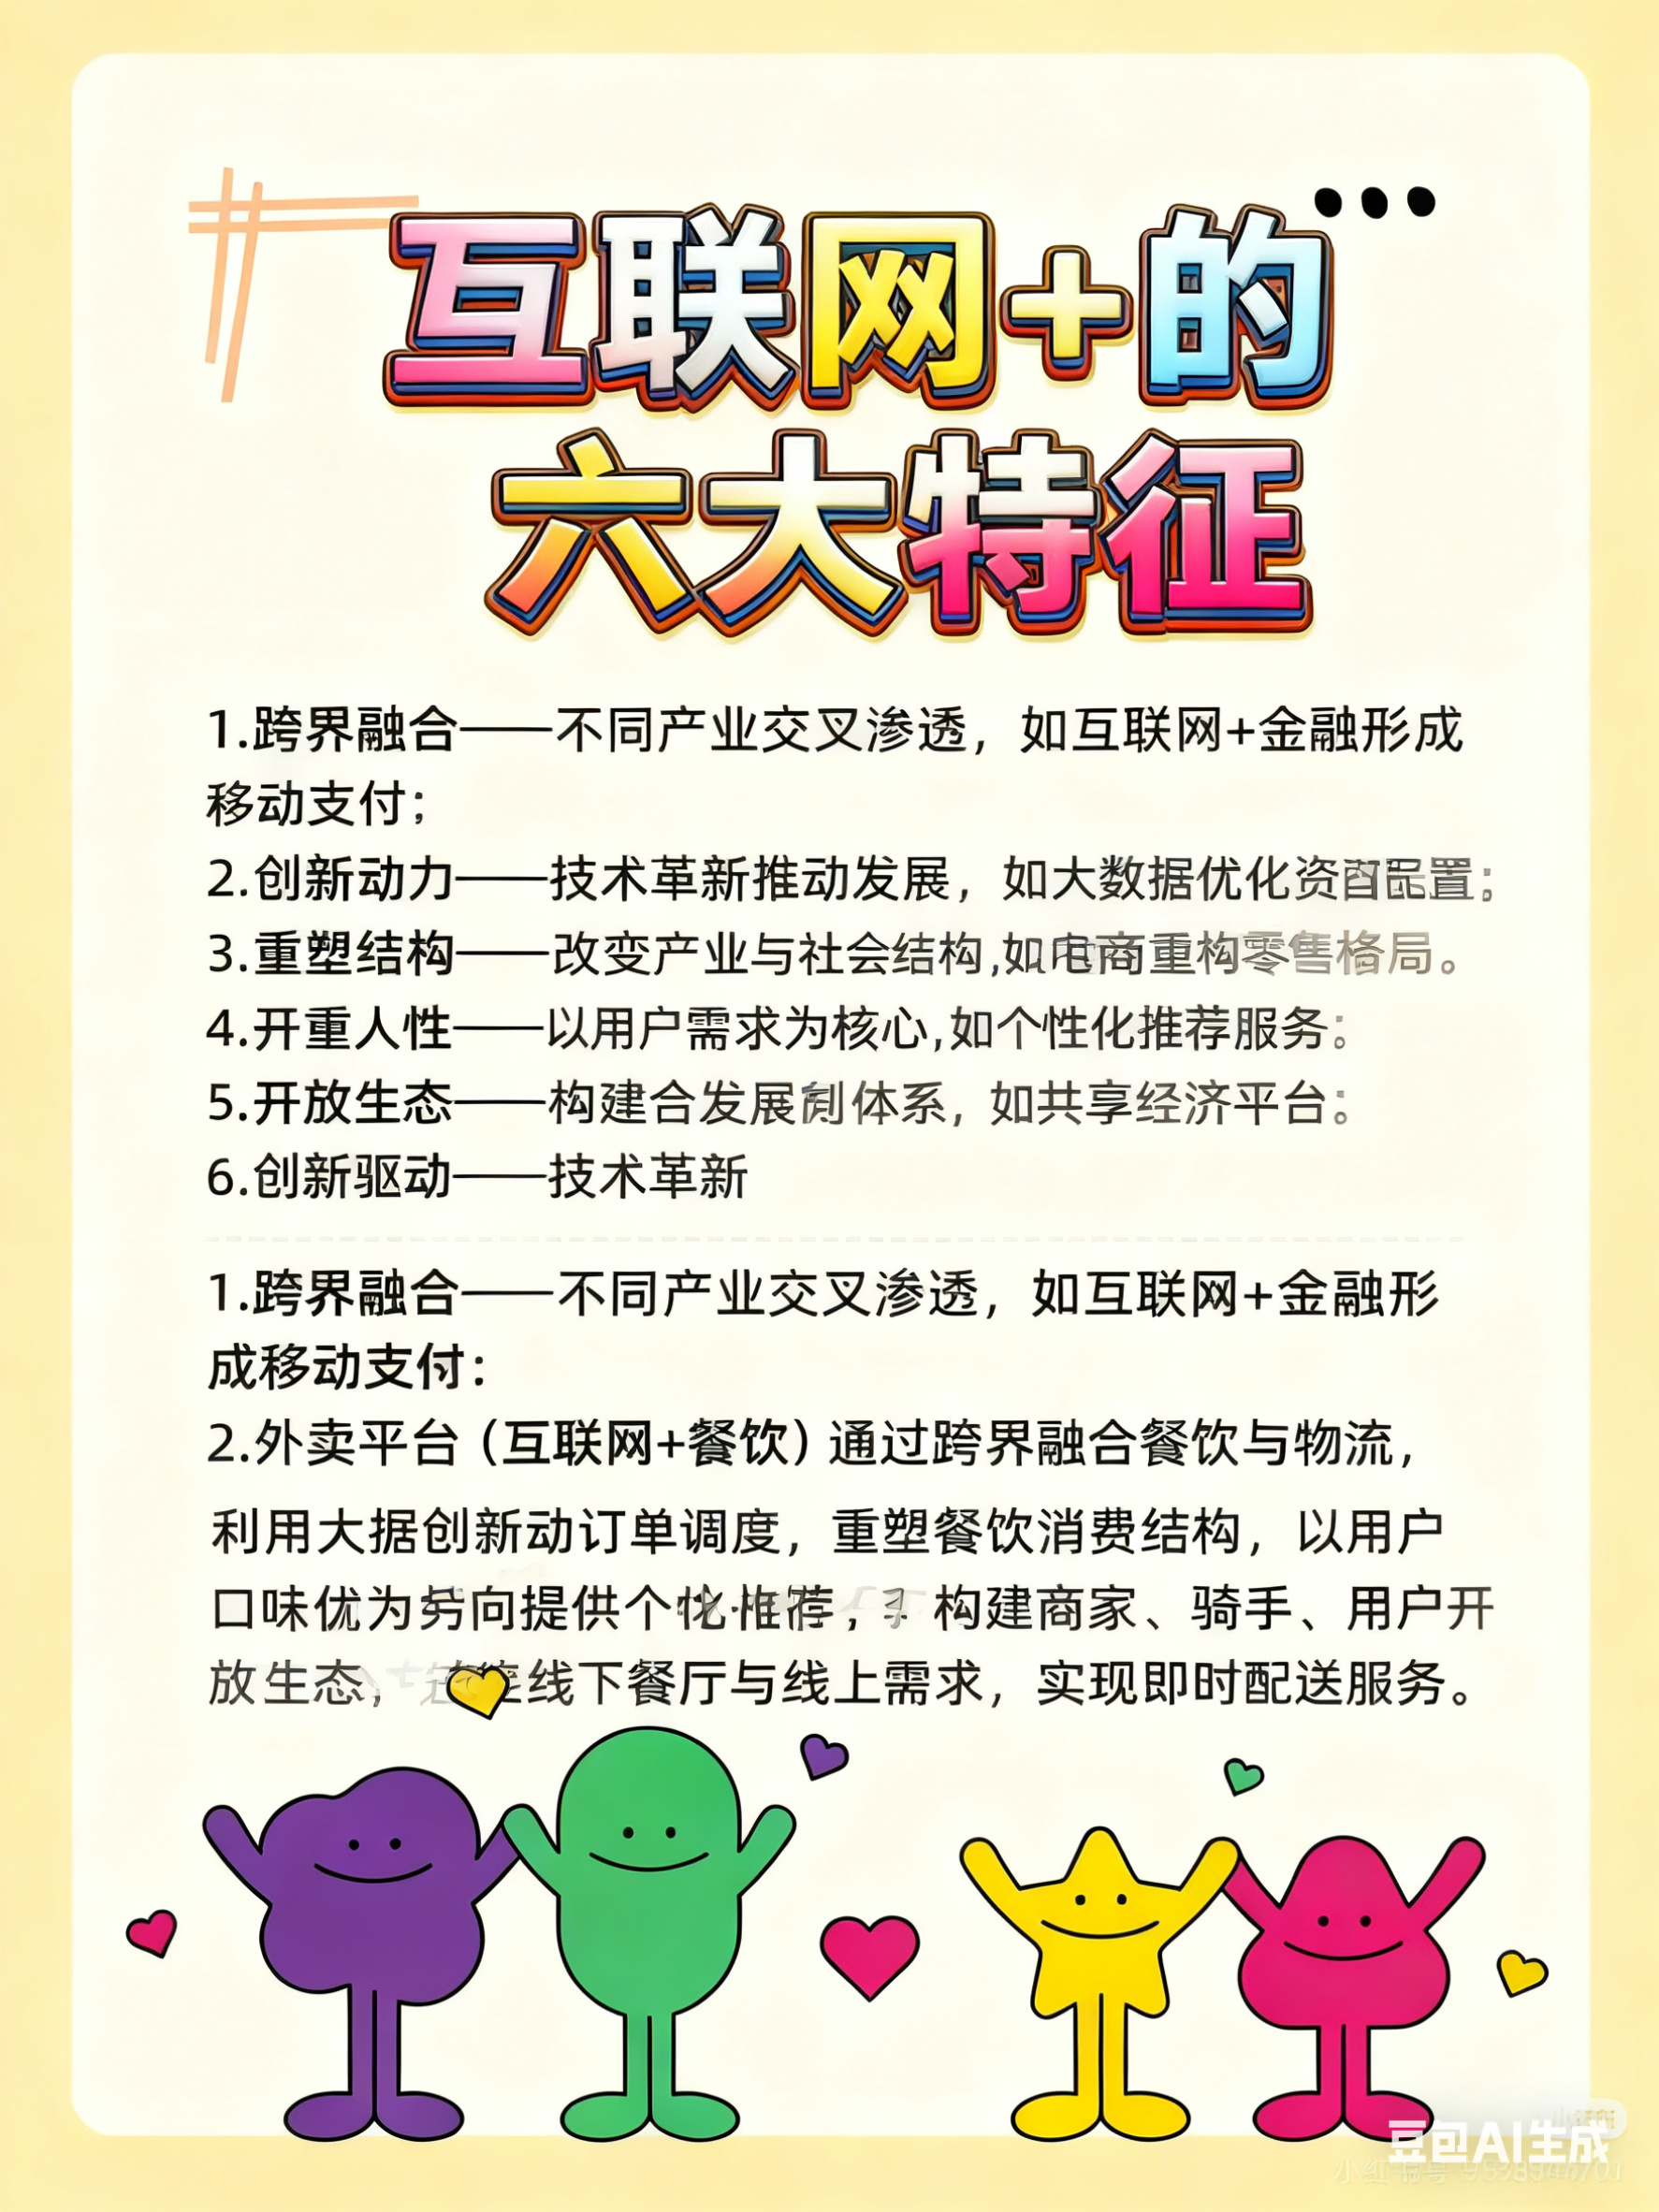 互联网+的
六大特征
1.跨界融合——不同产业交叉渗透，如互联网+金融形成
移动支付；
2.创新动力——技术革新推动发展，如大数据优化资置；
3.重塑结构——改变产业与社会结构,如电商重构零售格局。
4.开重人性——以用户需求为核心,如个性化推荐服务：
5.开放生态——构建合发展体系，如共享经济平台：
6.创新驱动——技术革新
1.跨界融合——不同产业交叉渗透，如互联网+金融形
成移动支付：
2.外卖平台（互联网+餐饮）通过跨界融合餐饮与物流，
利用大据创新动订单调度，重塑餐饮消费结构，以用户
口味优为向提供个推荐，构建商家、骑手、用户开
放生态，线下餐厅与线上需求，实现即时配送服务。
豆包AI生成